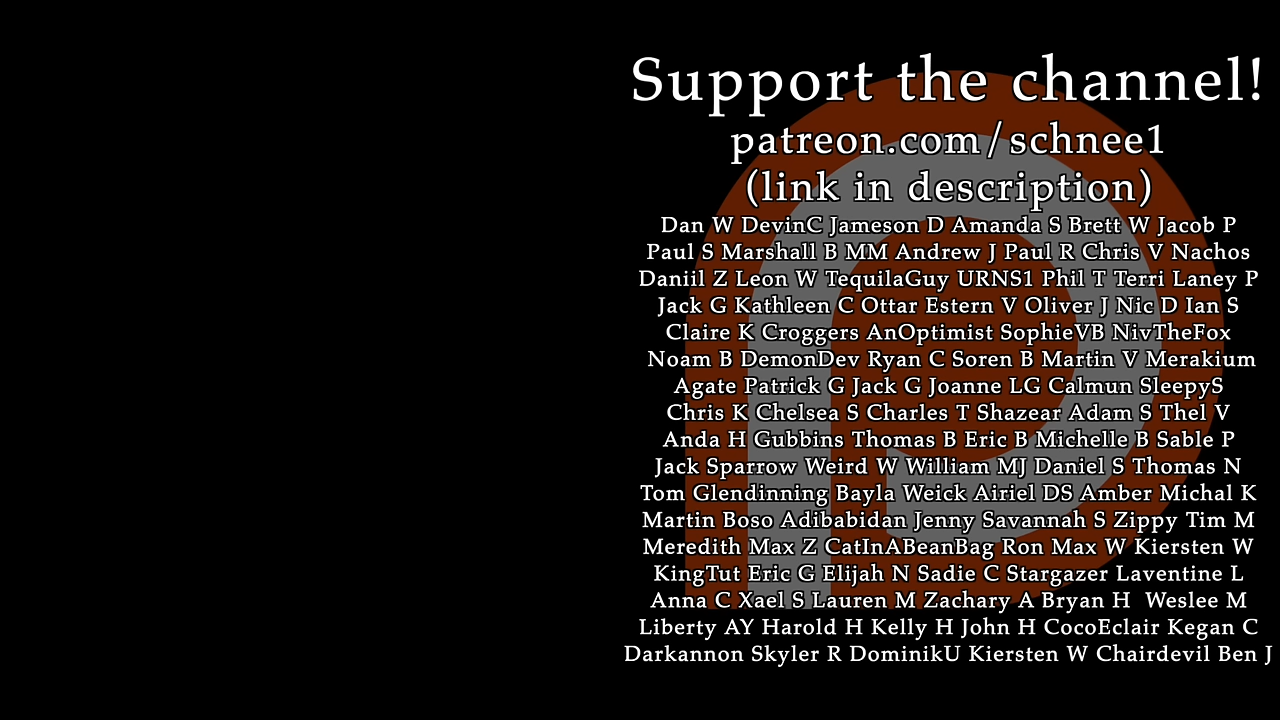 Support the channel!
patreon.com/schnee1
(link in description)
Dan W DevinC Jameson D Amanda S Brett W Jacob P
Paul S Marshall B MM Andrew J Paul R Chris V Nachos
Daniil Z Leon W TequilaGuy URNS1 Phil T Terri Laney P
Jack G Kathleen C Ottar Estern V Oliver J Nic D Ian S
Claire K Croggers AnOptimist SophieVB NivTheFox
Noam B DemonDev Ryan C Soren B Martin V Merakium
Agate Patrick G Jack G Joanne LG Calmun SleepyS
Chris K Chelsea S Charles T Shazear Adam S Thel V
Anda H Gubbins Thomas B Eric B Michelle B Sable P
Jack Sparrow Weird W William MJ Daniel S Thomas N
Tom Glendinning Bayla Weick Airiel DS Amber Michal K
Martin Boso Adibabidan Jenny Savannah S Zippy Tim M
Meredith Max Z CatInABeanBag Ron Max W Kiersten W
KingTut Eric G Elijah N Sadie C Stargazer Laventine L
Anna C Xael S Lauren M Zachary A Bryan H  Weslee M
Liberty AY Harold H Kelly H John H CocoEclair Kegan C
Darkannon Skyler R DominikU Kiersten W Chairdevil Ben J